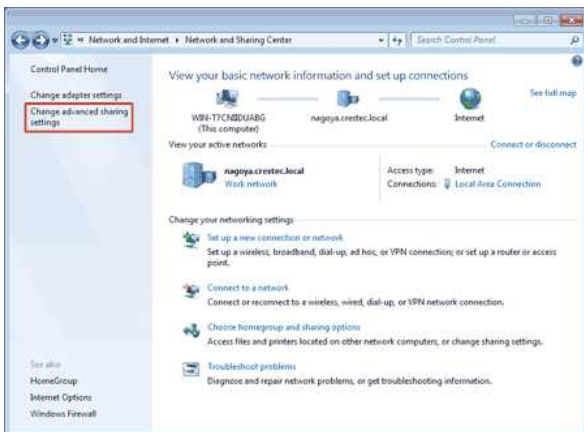 Network and Internet
Network and Sharing Center
Search Control Panel
Control Panel Home
Change adapter settings
Change advanced sharing
settings
See also
HomeGroup
Internet Options
Windows Firewall
View your basic network information and set up connections
See full map
(This computer)
nagoya.crestec.local
Internet
View your active networks
Connect or disconnect
nagoya.crestec.local
Work network
Access type: Internet
Connections: Local Area Connection
Change your networking settings
Set up a new connection or network
Set up a wireless, broadband, dial-up, ad hoc, or VPN connection; or set up a router or access
point.
Connect to a network
Connect or reconnect to a wireless, wired, dial-up, or VPN network connection.
Choose homegroup and sharing options
Access files and printers located on other network computers, or change sharing settings.
Troubleshoot problems
Diagnose and repair network problems, or get troubleshooting information.